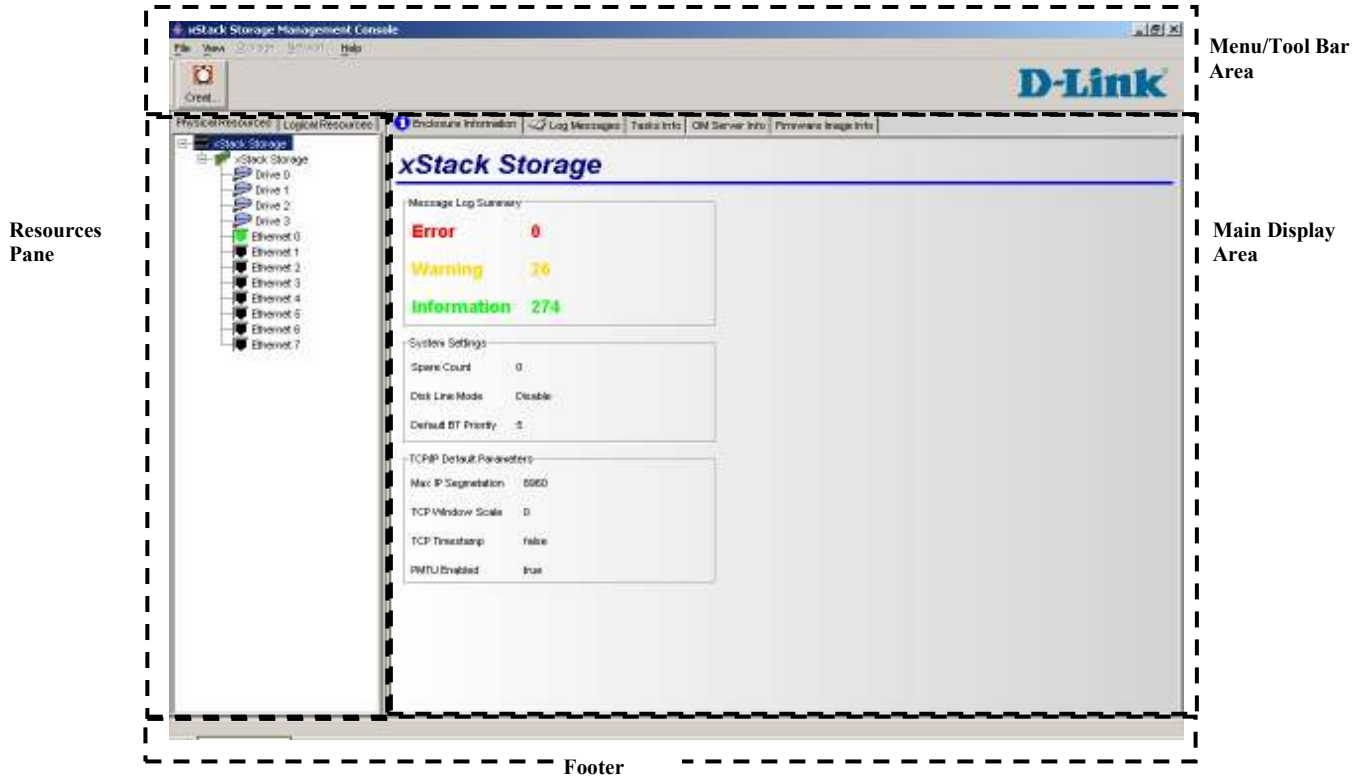 xStack Storage Management Console
File View Storage Network Help
Creat...
D-Link
Menu/Tool Bar
Area
Physical Resources Logical Resources
Enclosure Information Log Messages Tasks Info OM Server Info Firmware Image Info
xStack Storage
xStack Storage
Drive 0
Drive 1
Drive 2
Drive 3
Ethernet 0
Ethernet 1
Ethernet 2
Ethernet 3
Ethernet 4
Ethernet 5
Ethernet 6
Ethernet 7
Resources
Pane
xStack Storage
Message Log Summary
Error 0
Warning 26
Information 274
System Settings
Spare Count 0
Disk Line Mode Disable
Default BT Priority 5
TCP/IP Default Parameters
Max IP Segmetation 8960
TCP Window Scale 0
TCP Timestamp false
PMTU Enabled true
Main Display
Area
Footer